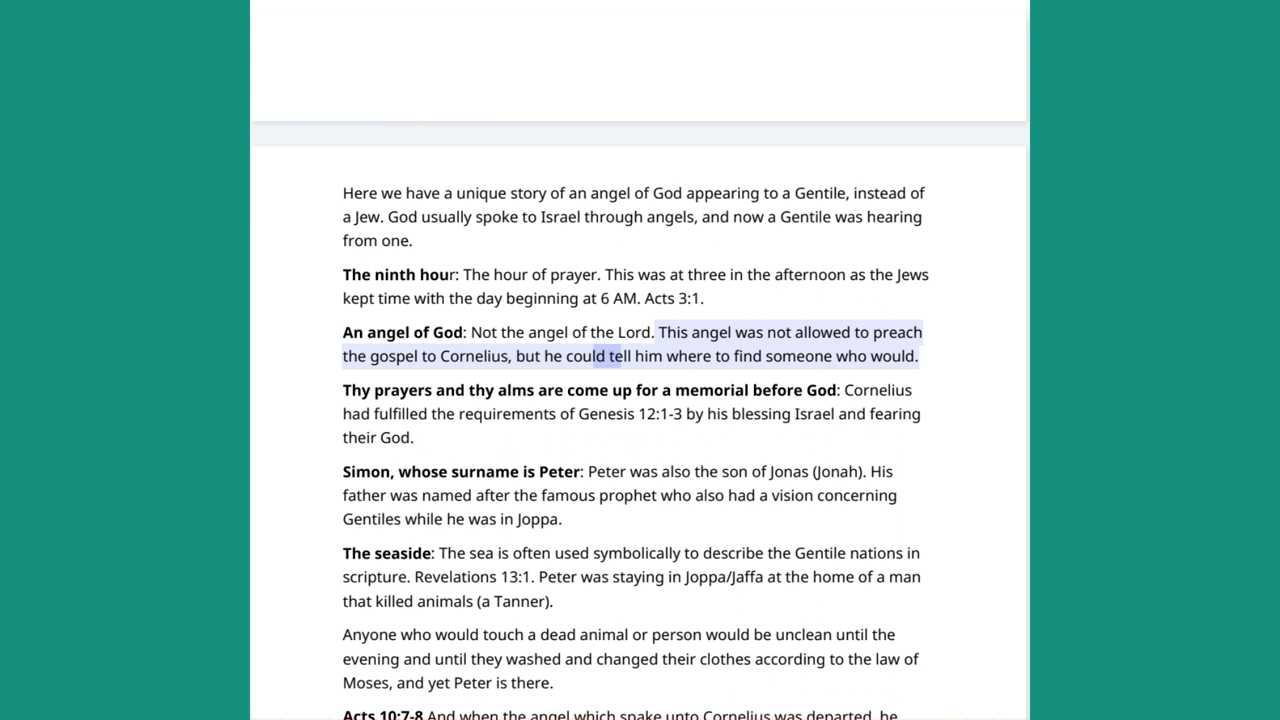 Here we have a unique story of an angel of God appearing to a Gentile, instead of
a Jew. God usually spoke to Israel through angels, and now a Gentile was hearing
from one.
The ninth hour: The hour of prayer. This was at three in the afternoon as the Jews
kept time with the day beginning at 6 AM. Acts 3:1.
An angel of God: Not the angel of the Lord. This angel was not allowed to preach
the gospel to Cornelius, but he could tell him where to find someone who would.
Thy prayers and thy alms are come up for a memorial before God: Cornelius
had fulfilled the requirements of Genesis 12:1-3 by his blessing Israel and fearing
their God.
Simon, whose surname is Peter: Peter was also the son of Jonas (Jonah). His
father was named after the famous prophet who also had a vision concerning
Gentiles while he was in Joppa.
The seaside: The sea is often used symbolically to describe the Gentile nations in
scripture. Revelations 13:1. Peter was staying in Joppa/Jaffa at the home of a man
that killed animals (a Tanner).
Anyone who would touch a dead animal or person would be unclean until the
evening and until they washed and changed their clothes according to the law of
Moses, and yet Peter is there.
Acts 10:7-8 And when the angel which spake unto Cornelius was departed, he